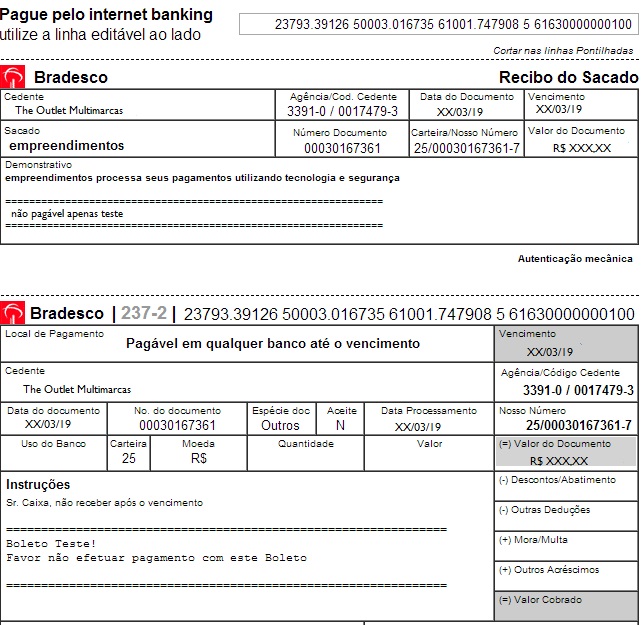 Pague pelo internet banking
utilize a linha editável ao lado
23793.39126 50003.016735 61001.747908 5 61630000000100
Cortar nas linhas Pontilhadas
Bradesco Recibo do Sacado
Cedente Agência/Cod. Cedente Data do Documento Vencimento
The Outlet Multimarcas 3391-0 / 0017479-3 XX/03/19 XX/03/19
Sacado Número Documento Carteira/Nosso Número Valor do Documento
empreendimentos 00030167361 25/00030167361-7 R$ XXX,XX
Demonstrativo
empreendimentos processa seus pagamentos utilizando tecnologia e segurança
======================================================
não pagável apenas teste
======================================================
Autenticação mecânica
Bradesco | 237-2 | 23793.39126 50003.016735 61001.747908 5 61630000000100
Local de Pagamento Vencimento
Pagável em qualquer banco até o vencimento XX/03/19
Cedente Agência/Código Cedente
The Outlet Multimarcas 3391-0 / 0017479-3
Data do documento No. do documento Espécie doc Aceite Data Processamento Nosso Número
XX/03/19 00030167361 Outros N XX/03/19 25/00030167361-7
Uso do Banco Carteira Moeda Quantidade Valor (=) Valor do Documento
25 R$ R$ XXX,XX
Instruções (-) Descontos/Abatimento
Sr. Caixa, não receber após o vencimento
(-) Outras Deduções
===============================================================
Boleto Teste! (+) Mora/Multa
Favor não efetuar pagamento com este Boleto
(+) Outros Acréscimos
===============================================================
(=) Valor Cobrado